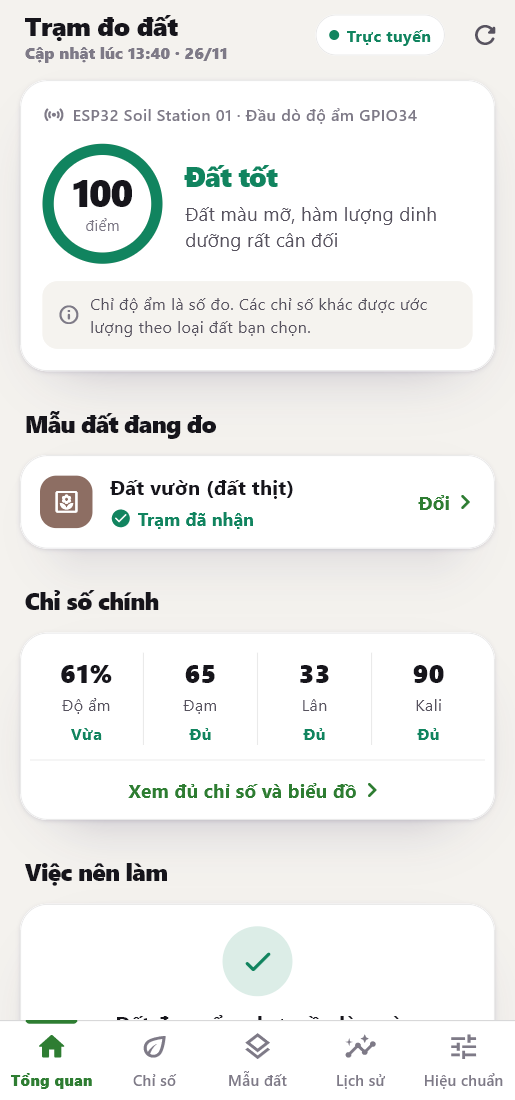 Trạm đo đất
Cập nhật lúc 13:40 · 26/11
Trực tuyến
ESP32 Soil Station 01 · Đầu dò độ ẩm GPIO34
100
điểm
Đất tốt
Đất màu mỡ, hàm lượng dinh
dưỡng rất cân đối
Chỉ độ ẩm là số đo. Các chỉ số khác được ước
lượng theo loại đất bạn chọn.
Mẫu đất đang đo
Đất vườn (đất thịt)
Trạm đã nhận
Đổi
Chỉ số chính
61%
Độ ẩm
Vừa
65
Đạm
Đủ
33
Lân
Đủ
90
Kali
Đủ
Xem đủ chỉ số và biểu đồ
Việc nên làm
Tổng quan
Chỉ số
Mẫu đất
Lịch sử
Hiệu chuẩn